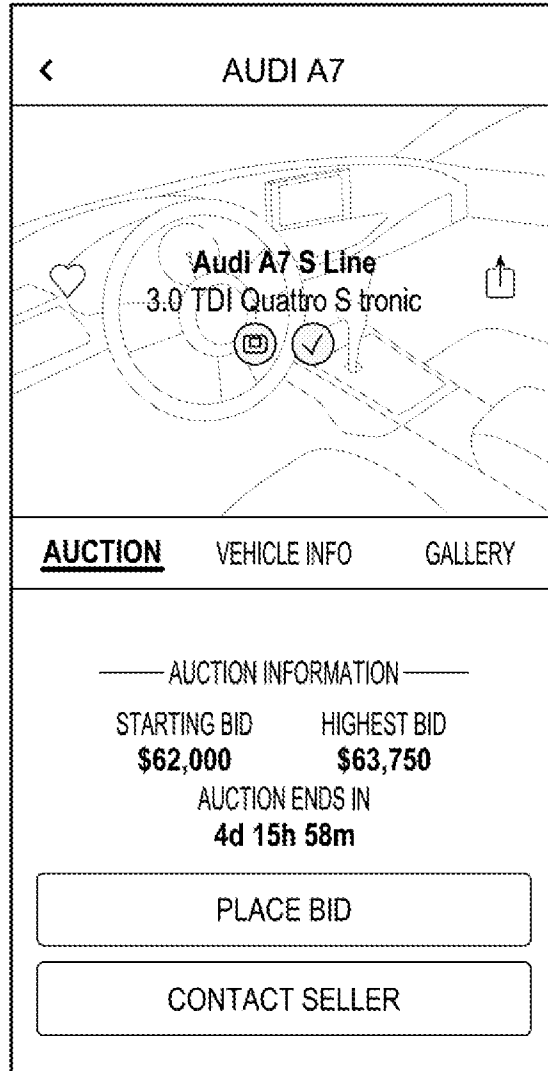 AUDI A7
Audi A7 S Line
3.0 TDI Quattro S tronic
AUCTION VEHICLE INFO GALLERY
AUCTION INFORMATION
STARTING BID HIGHEST BID
$62,000 $63,750
AUCTION ENDS IN
4d 15h 58m
PLACE BID
CONTACT SELLER